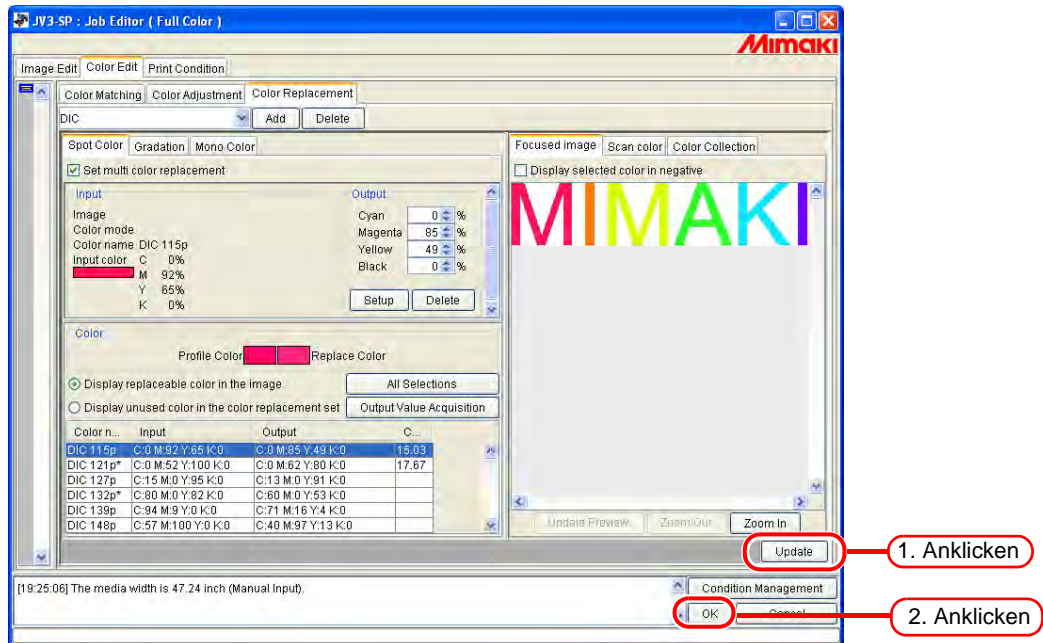 JV3-SP : Job Editor ( Full Color )
Mimaki
Image Edit Color Edit Print Condition
Color Matching Color Adjustment Color Replacement
DIC Add Delete
Spot Color Gradation Mono Color
Set multi color replacement
Input
Image
Color mode
Color name DIC 115p
Input color C 0%
M 92%
Y 65%
K 0%
Output
Cyan 0 %
Magenta 85 %
Yellow 49 %
Black 0 %
Setup Delete
Color
Profile Color Replace Color
Display replaceable color in the image All Selections
Display unused color in the color replacement set Output Value Acquisition
Color n... Input Output C...
DIC 115p C:0 M:92 Y:65 K:0 C:0 M:85 Y:49 K:0 15.03
DIC 121p* C:0 M:52 Y:100 K:0 C:0 M:62 Y:80 K:0 17.67
DIC 127p C:15 M:0 Y:95 K:0 C:13 M:0 Y:91 K:0
DIC 132p* C:80 M:0 Y:82 K:0 C:60 M:0 Y:53 K:0
DIC 139p C:94 M:9 Y:0 K:0 C:71 M:16 Y:4 K:0
DIC 148p C:57 M:100 Y:0 K:0 C:40 M:97 Y:13 K:0
Focused image Scan color Color Collection
Display selected color in negative
MIMAKI
Update Preview Zoom Out Zoom In
Update
1. Anklicken
[19:25:06] The media width is 47.24 inch (Manual Input).
Condition Management
OK Cancel
2. Anklicken